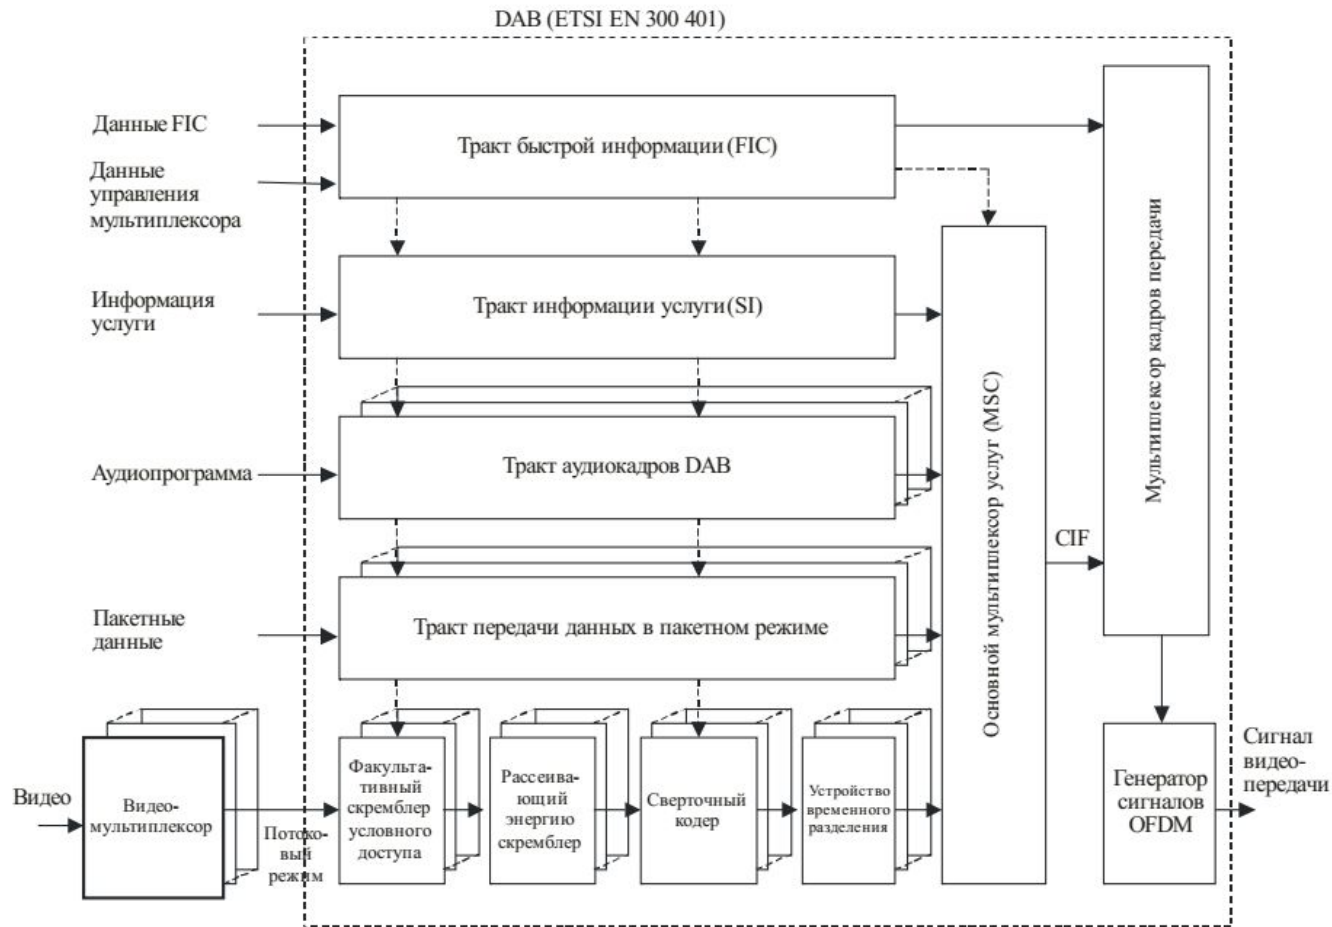 DAB (ETSI EN 300 401)
Данные FIC
Тракт быстрой информации (FIC)
Данные
управления
мультиплексора
Информация
услуги
Тракт информации услуги (SI)
Аудиопрограмма
Тракт аудиокадров DAB
Пакетные
данные
Тракт передачи данных в пакетном режиме
Основной мультиплексор услуг (MSC)
CIF
Мультиплексор кадров передачи
Видео
Видео-
мультиплексор
Потоко-
вый
режим
Факульта-
тивный
скремблер
условного
доступа
Рассеива-
ющий
энергию
скремблер
Сверточный
кодер
Устройство
временного
разделения
Генератор
сигналов
OFDM
Сигнал
видео-
передачи